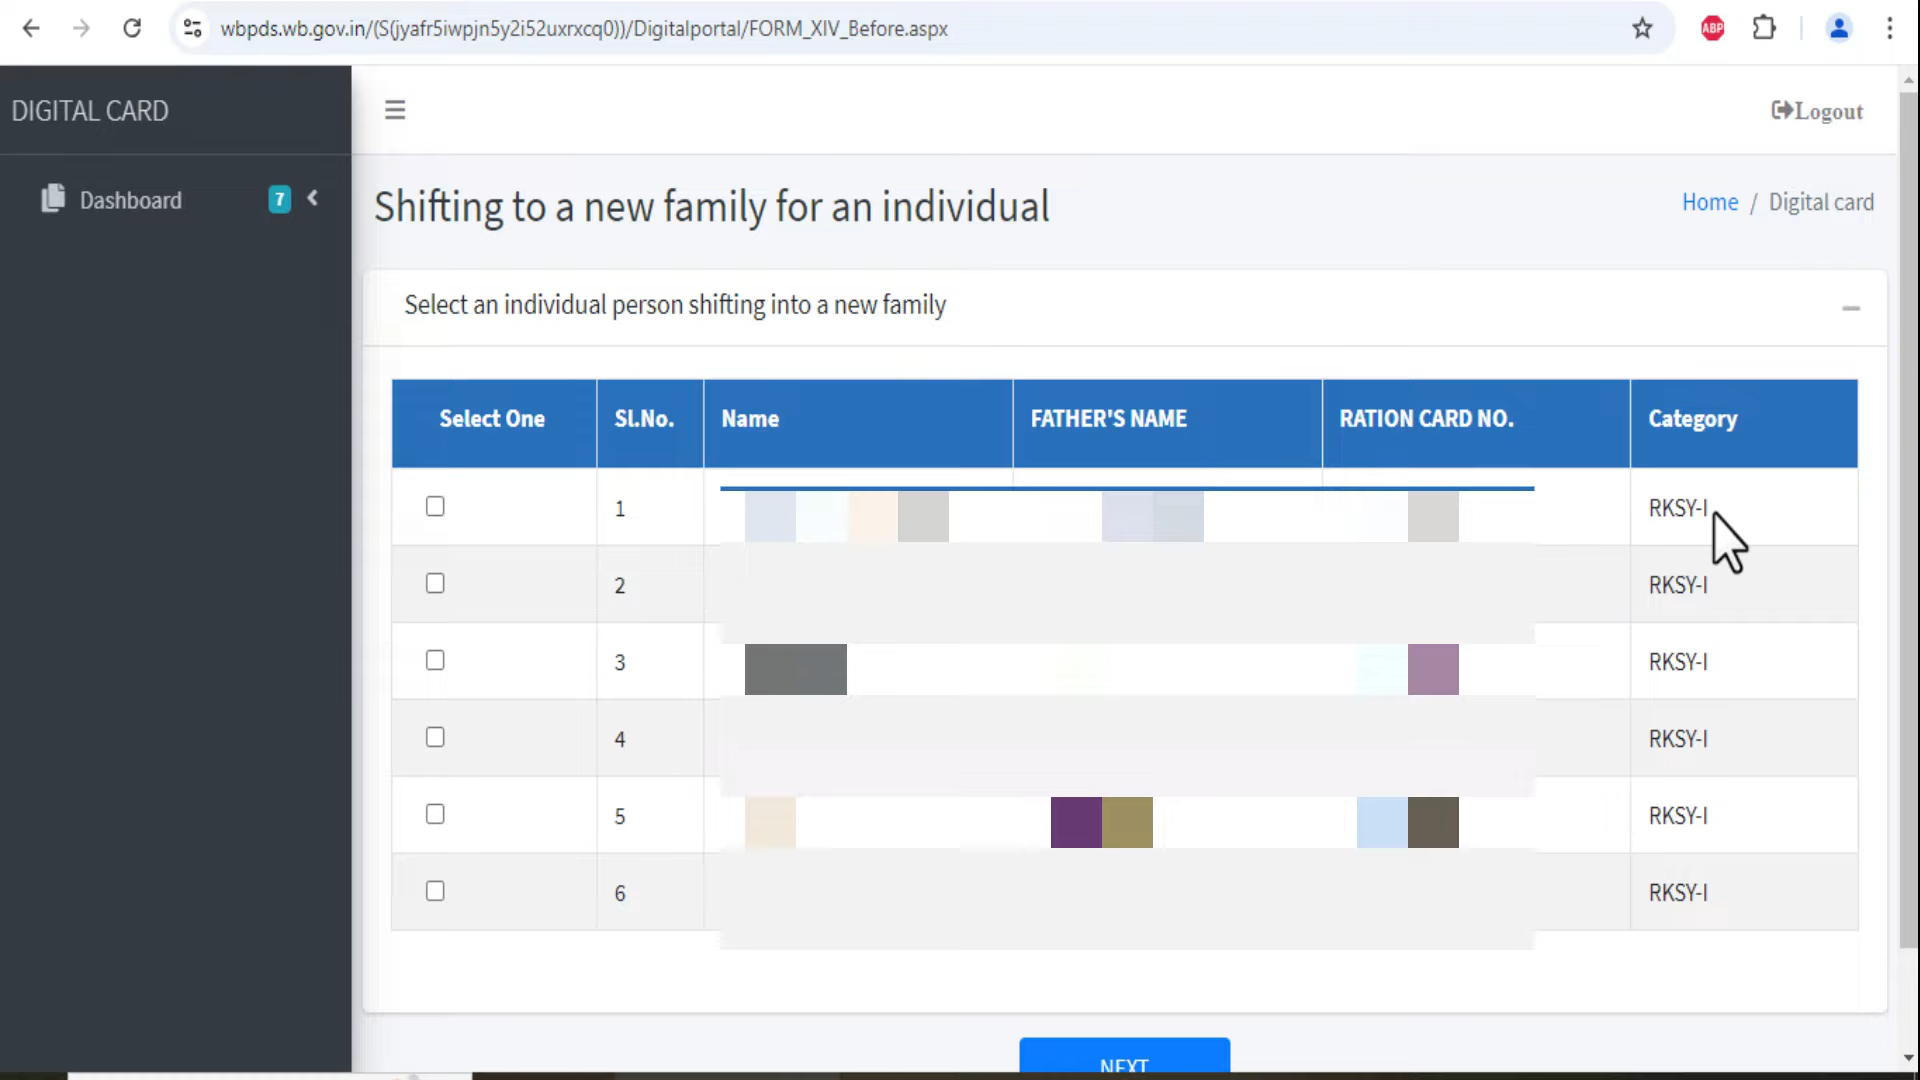 wbpds.wb.gov.in/(S(jyafr5iwpjn5y2i52uxrxcq0))/Digitalportal/FORM_XIV_Before.aspx
ABP
DIGITAL CARD
Logout
Dashboard 7
Shifting to a new family for an individual
Home / Digital card
Select an individual person shifting into a new family
Select One Sl.No. Name FATHER'S NAME RATION CARD NO. Category
1 RKSY-I
2 RKSY-I
3 RKSY-I
4 RKSY-I
5 RKSY-I
6 RKSY-I
NEXT